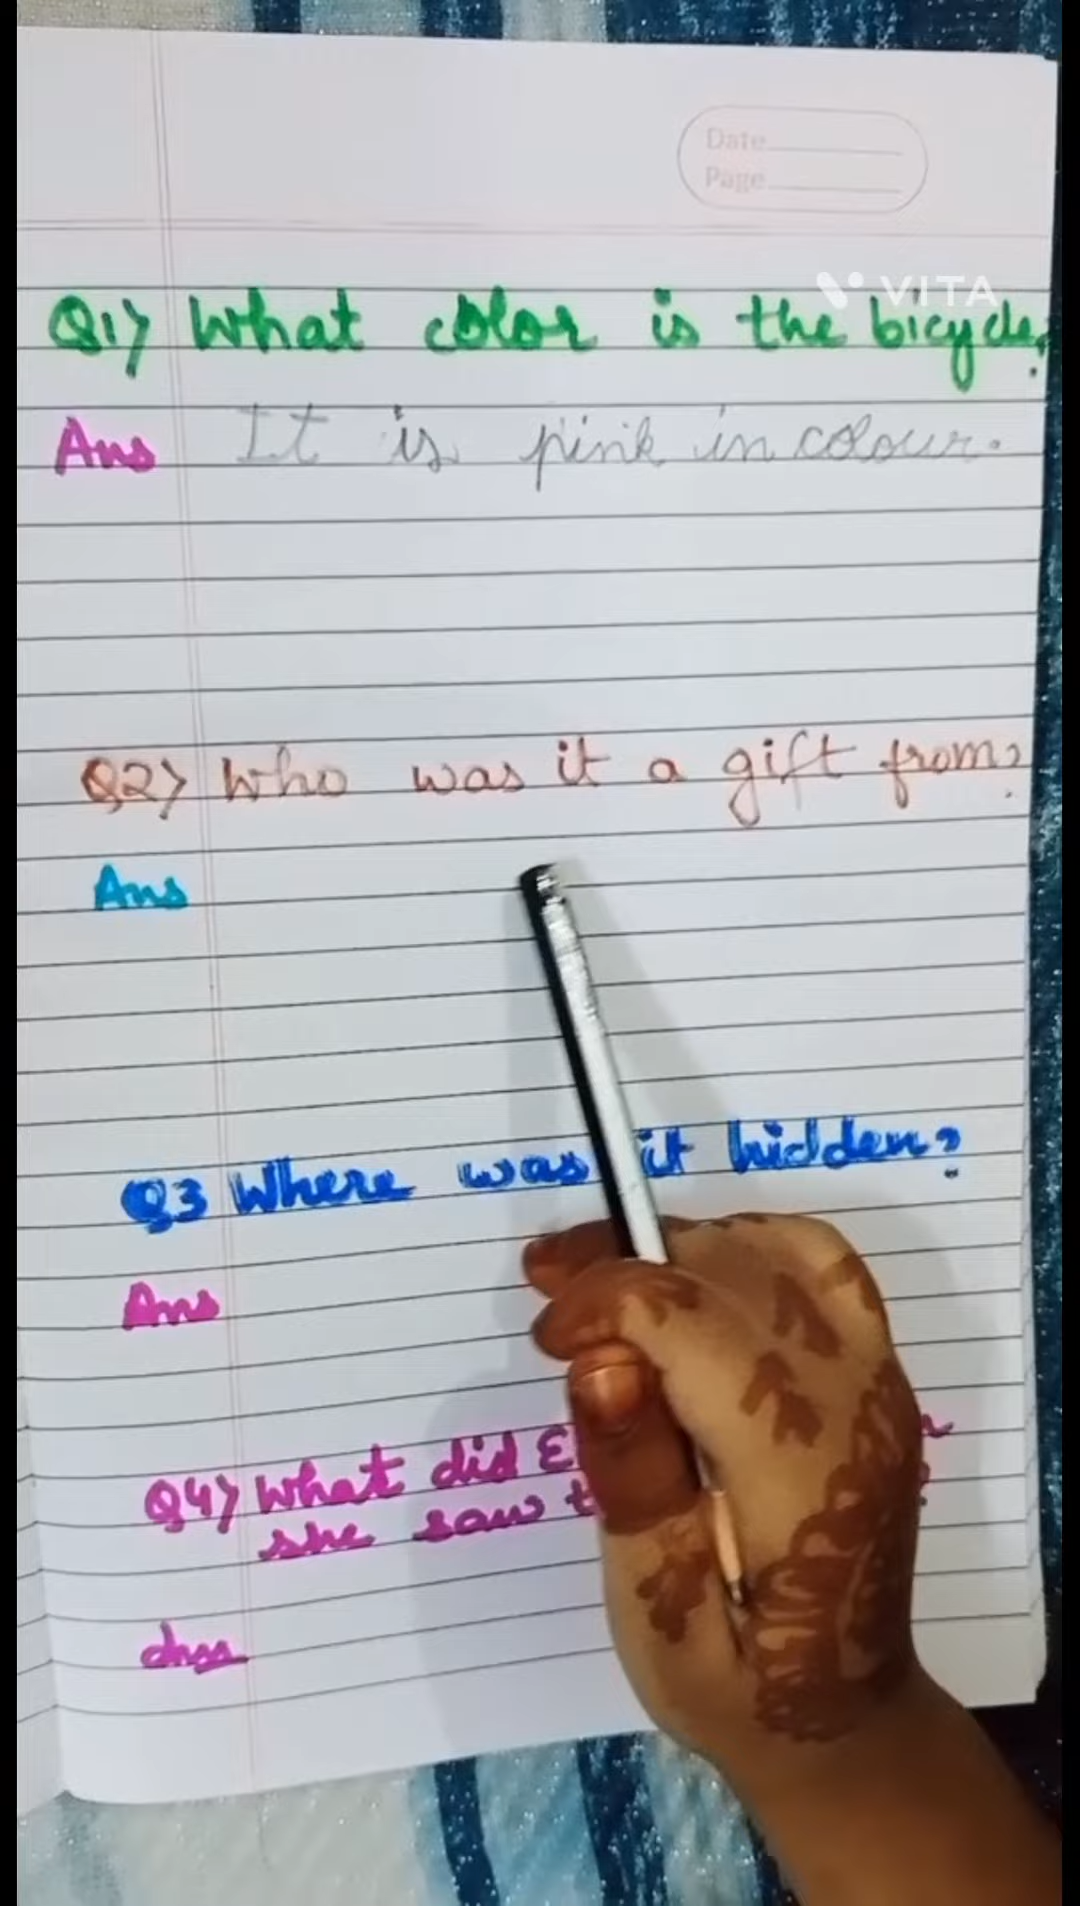 Date
Page
VITA
Q1> What color is the bicycle?
Ans It is pink in colour.
Q2> Who was it a gift from?
Ans
Q3 Where was it hidden?
Ans
Q4> What did
she saw
Ans